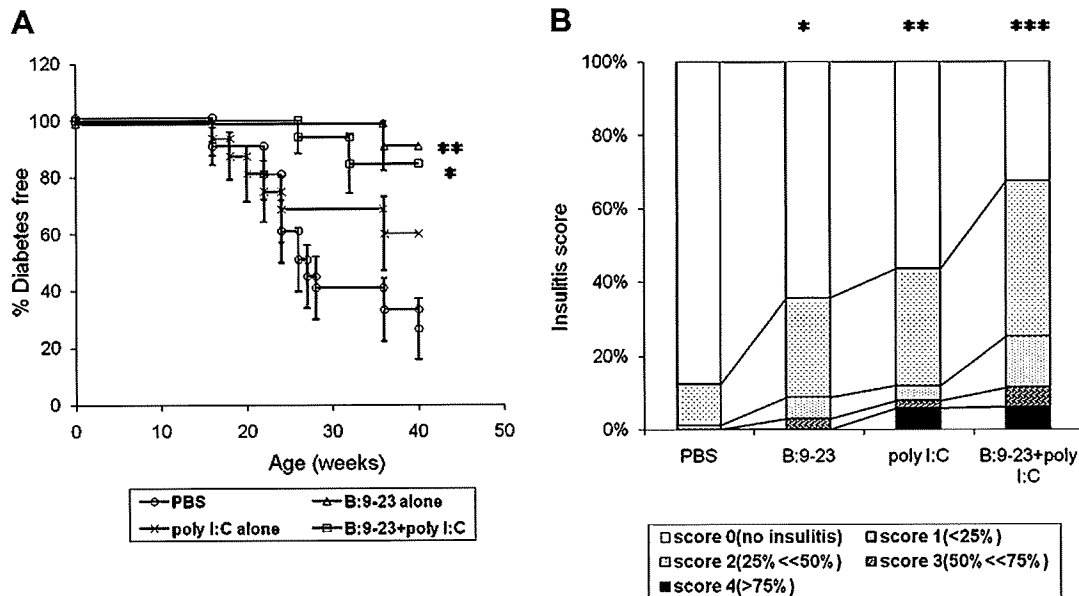 A
120
100
80
60
40
20
0
% Diabetes free
**
*
0 10 20 30 40 50
Age (weeks)
PBS B:9-23 alone
poly I:C alone B:9-23+poly I:C
B
* ** ***
100%
80%
60%
40%
20%
0%
Insulitis score
PBS B:9-23 poly I:C B:9-23+poly
I:C
score 0(no insulitis) score 1(<25%)
score 2(25%<<50%) score 3(50%<<75%)
score 4(>75%)